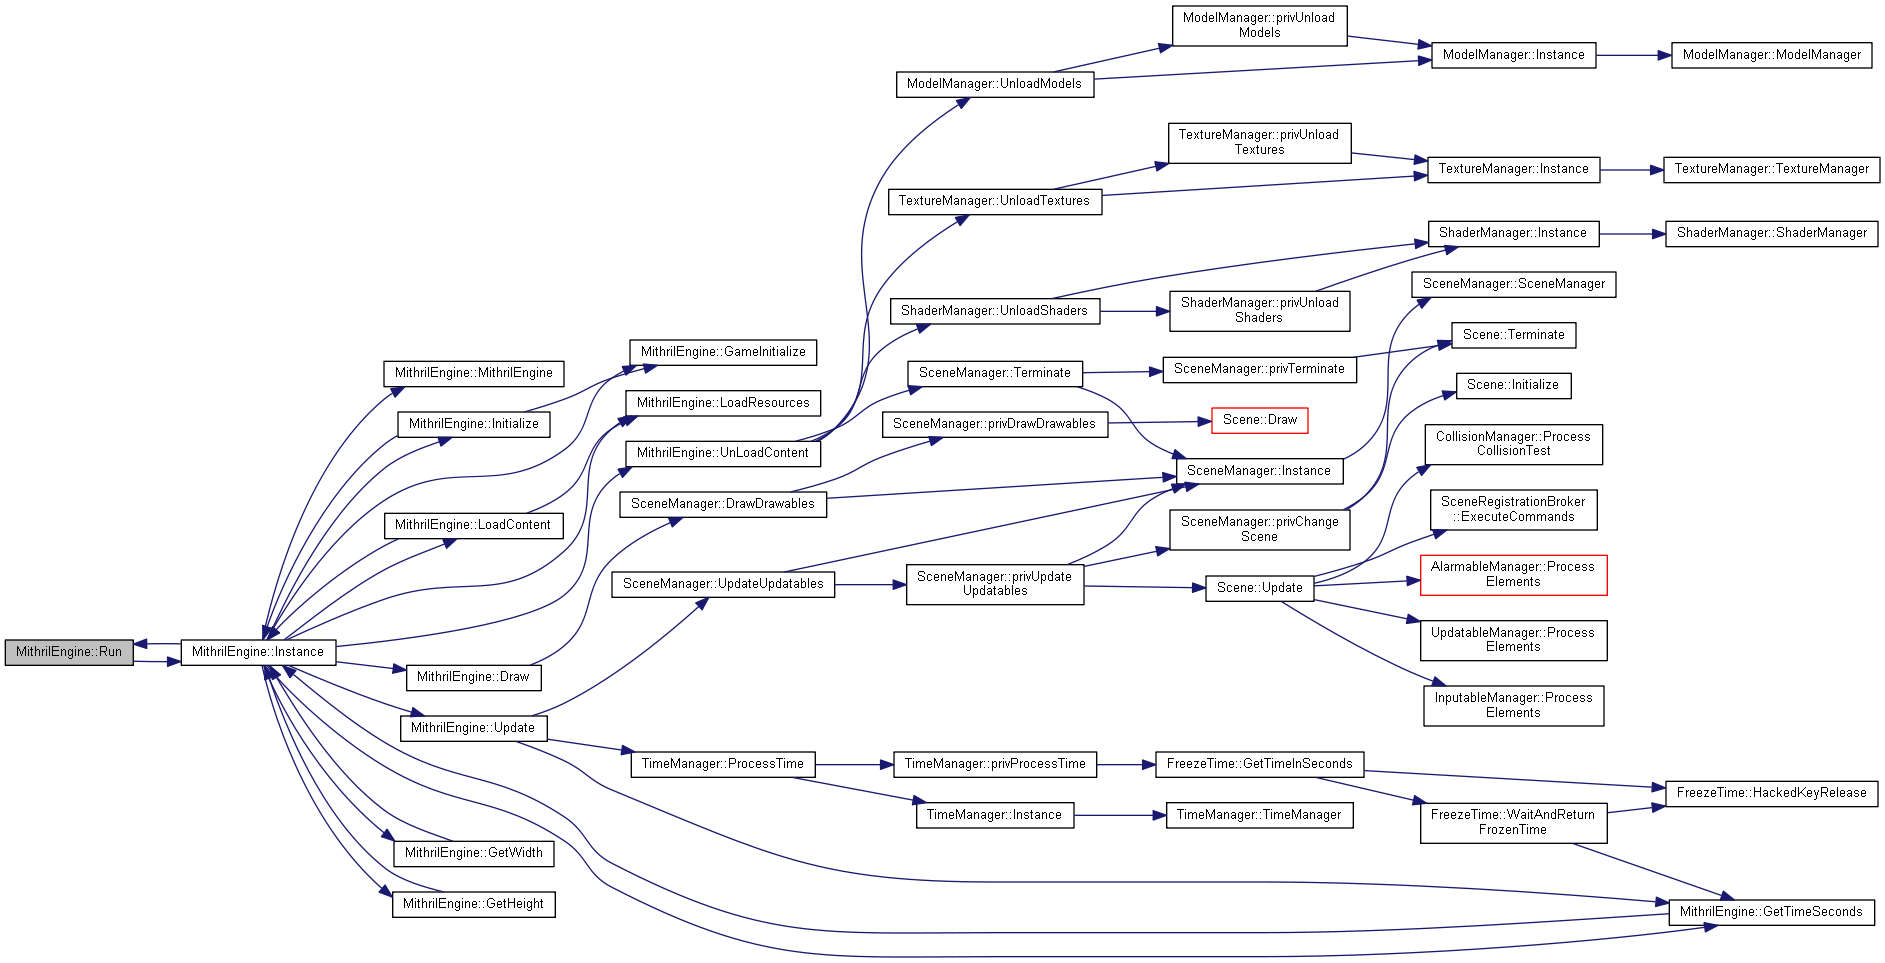 ModelManager::privUnload
Models
ModelManager::Instance
ModelManager::ModelManager
ModelManager::UnloadModels
TextureManager::privUnload
Textures
TextureManager::Instance
TextureManager::TextureManager
TextureManager::UnloadTextures
ShaderManager::Instance
ShaderManager::ShaderManager
SceneManager::SceneManager
ShaderManager::UnloadShaders
ShaderManager::privUnload
Shaders
Scene::Terminate
MithrilEngine::GameInitialize
MithrilEngine::MithrilEngine
SceneManager::Terminate
SceneManager::privTerminate
Scene::Initialize
MithrilEngine::LoadResources
MithrilEngine::Initialize
SceneManager::privDrawDrawables
Scene::Draw
CollisionManager::Process
CollisionTest
MithrilEngine::UnLoadContent
SceneManager::Instance
SceneManager::DrawDrawables
SceneRegistrationBroker
::ExecuteCommands
MithrilEngine::LoadContent
SceneManager::privChange
Scene
SceneManager::UpdateUpdatables
SceneManager::privUpdate
Updatables
Scene::Update
AlarmableManager::Process
Elements
UpdatableManager::Process
Elements
MithrilEngine::Run
MithrilEngine::Instance
MithrilEngine::Draw
InputableManager::Process
Elements
MithrilEngine::Update
TimeManager::ProcessTime
TimeManager::privProcessTime
FreezeTime::GetTimeInSeconds
FreezeTime::HackedKeyRelease
TimeManager::Instance
TimeManager::TimeManager
FreezeTime::WaitAndReturn
FrozenTime
MithrilEngine::GetWidth
MithrilEngine::GetHeight
MithrilEngine::GetTimeSeconds